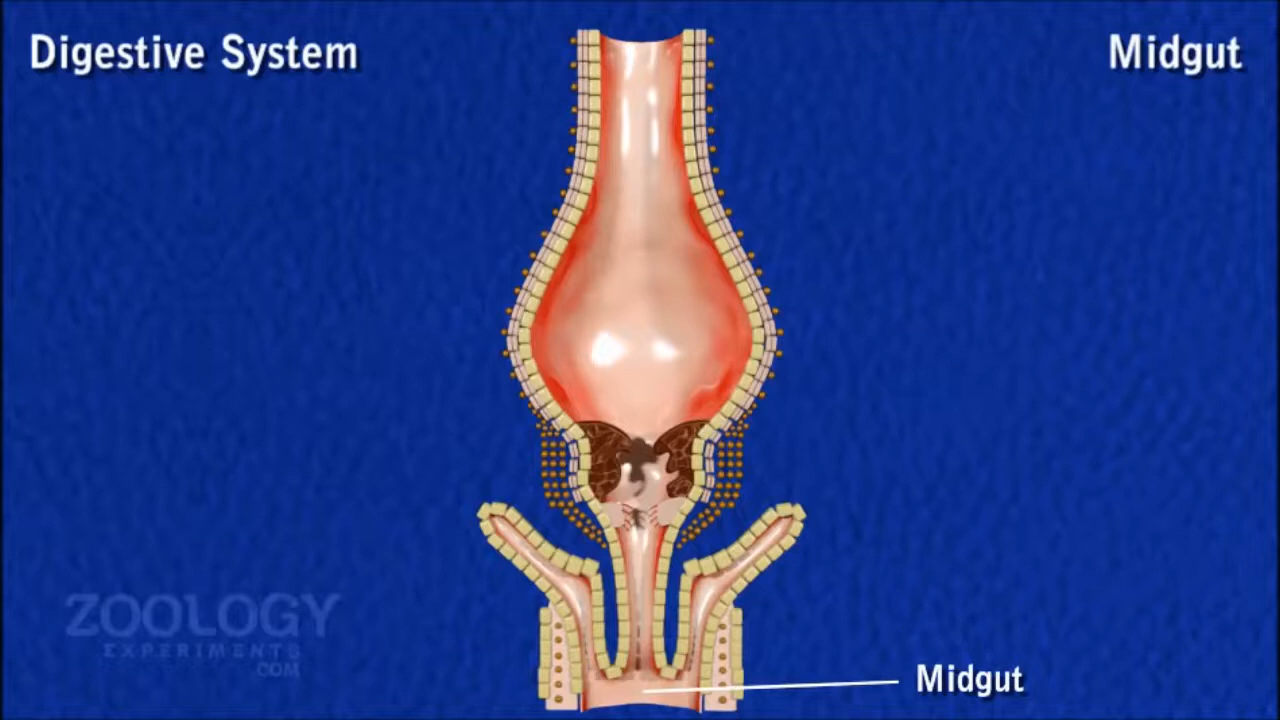 Digestive System
Midgut
Midgut
ZOOLOGY
EXPERIMENTS
.COM